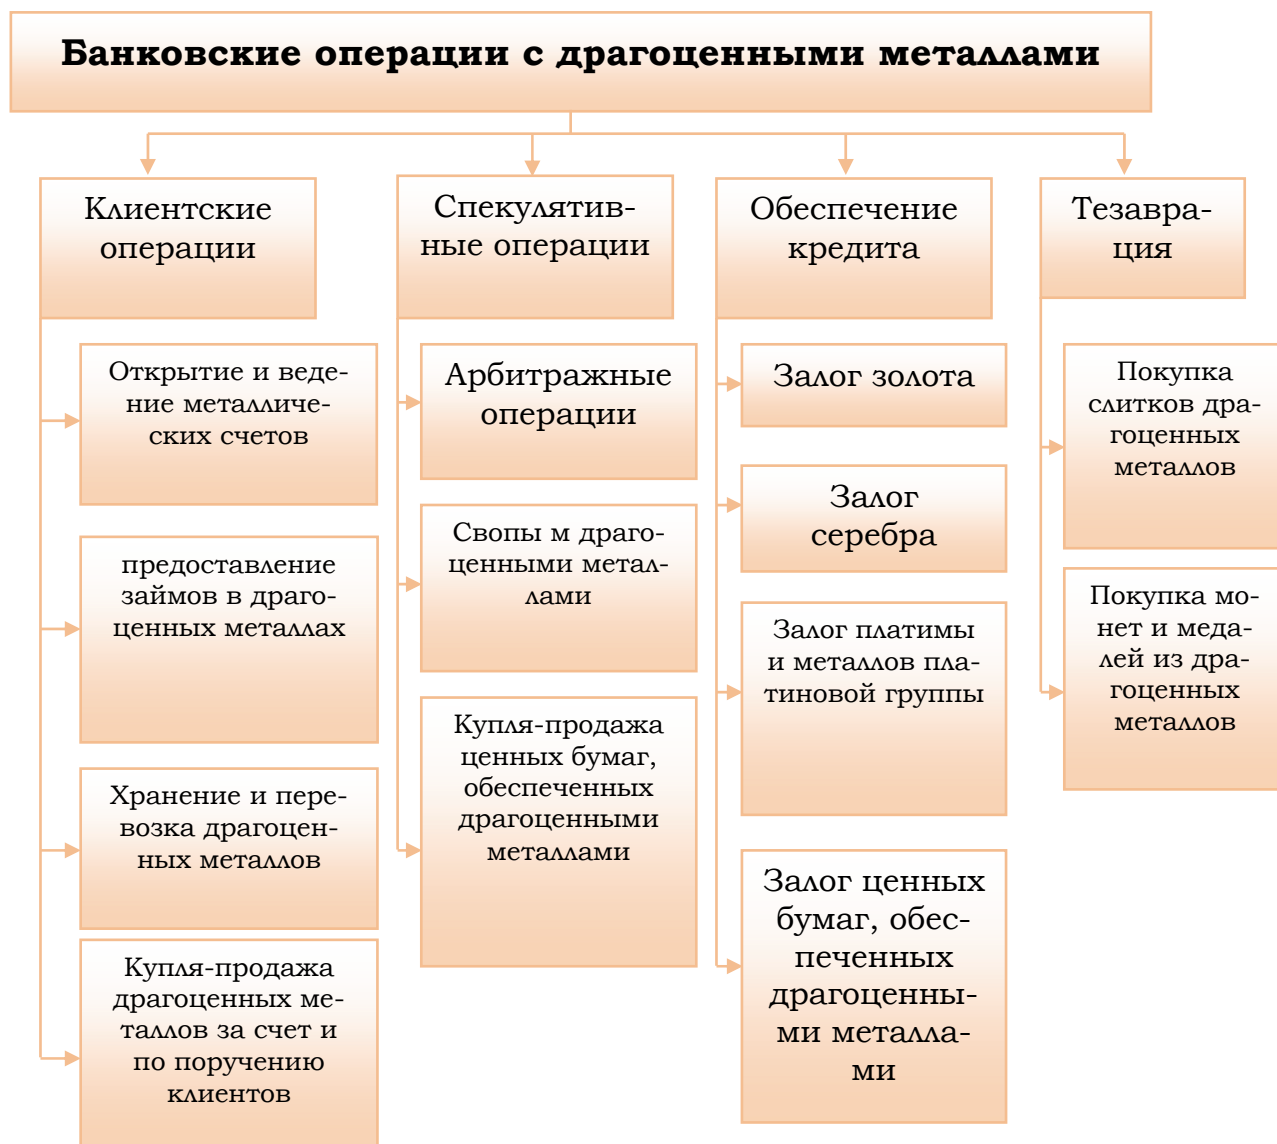 Банковские операции с драгоценными металлами
Клиентские
операции
Открытие и веде-
ние металличе-
ских счетов
предоставление
займов в драго-
ценных металлах
Хранение и пере-
возка драгоцен-
ных металлов
Купля-продажа
драгоценных ме-
таллов за счет и
по поручению
клиентов
Спекулятив-
ные операции
Арбитражные
операции
Свопы м драго-
ценными метал-
лами
Купля-продажа
ценных бумаг,
обеспеченных
драгоценными
металлами
Обеспечение
кредита
Залог золота
Залог
серебра
Залог платимы
и металлов пла-
тиновой группы
Залог ценных
бумаг, обес-
печенных
драгоценны-
ми металла-
ми
Тезавра-
ция
Покупка
слитков дра-
гоценных
металлов
Покупка мо-
нет и меда-
лей из дра-
гоценных
металлов